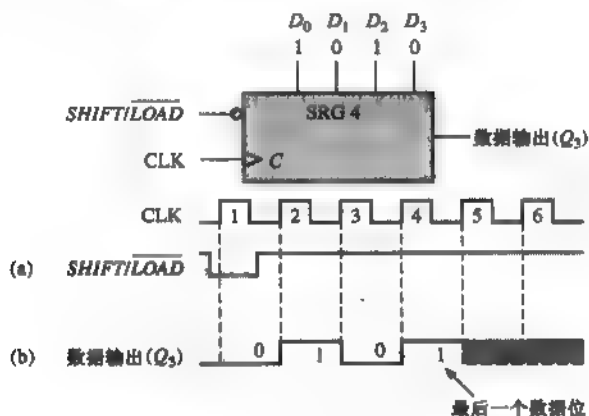 D₀ D₁ D₂ D₃
1 0 1 0
SHIFT/L̅O̅A̅D̅ SRG 4
数据输出(Q₃)
CLK C
CLK 1 2 3 4 5 6
(a) SHIFT/L̅O̅A̅D̅
(b) 数据输出(Q₃) 0 1 0 1
最后一个数据位